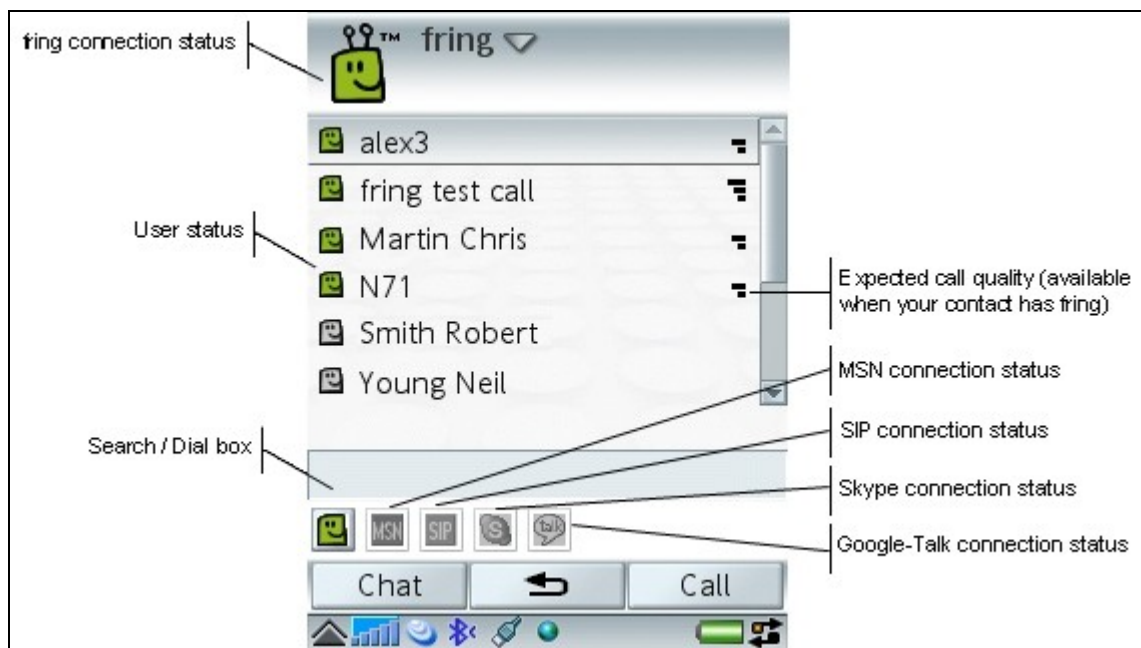 fring connection status
™ fring
alex3
fring test call
User status
Martin Chris
N71
Expected call quality (available
when your contact has fring)
Smith Robert
MSN connection status
Young Neil
Search / Dial box
SIP connection status
Skype connection status
MSN SIP S talk
Google-Talk connection status
Chat Call